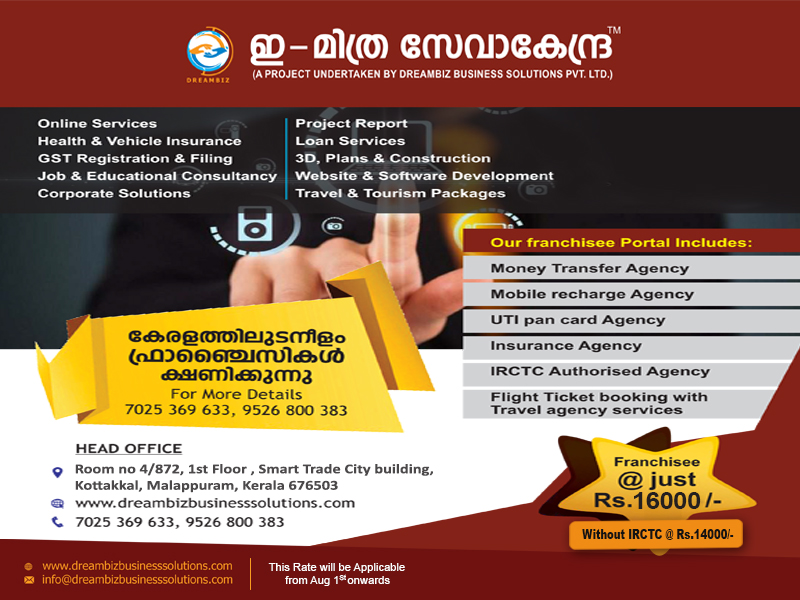 DREAMBIZ
ഇ-മിത്ര സേവാകേന്ദ്ര TM
(A PROJECT UNDERTAKEN BY DREAMBIZ BUSINESS SOLUTIONS PVT. LTD.)
Online Services
Health & Vehicle Insurance
GST Registration & Filing
Job & Educational Consultancy
Corporate Solutions
Project Report
Loan Services
3D, Plans & Construction
Website & Software Development
Travel & Tourism Packages
Our franchisee Portal Includes:
Money Transfer Agency
Mobile recharge Agency
UTI pan card Agency
Insurance Agency
IRCTC Authorised Agency
Flight Ticket booking with
Travel agency services
കേരളത്തിലുടനീളം
ഫ്രാഞ്ചൈസികൾ
ക്ഷണിക്കുന്നു
For More Details
7025 369 633, 9526 800 383
HEAD OFFICE
Room no 4/872, 1st Floor , Smart Trade City building,
Kottakkal, Malappuram, Kerala 676503
www.dreambizbusinesssolutions.com
7025 369 633, 9526 800 383
Franchisee
@ just
Rs.16000/-
Without IRCTC @ Rs.14000/-
www.dreambizbusinesssolutions.com
info@dreambizbusinesssolutions.com
This Rate will be Applicable
from Aug 1St onwards